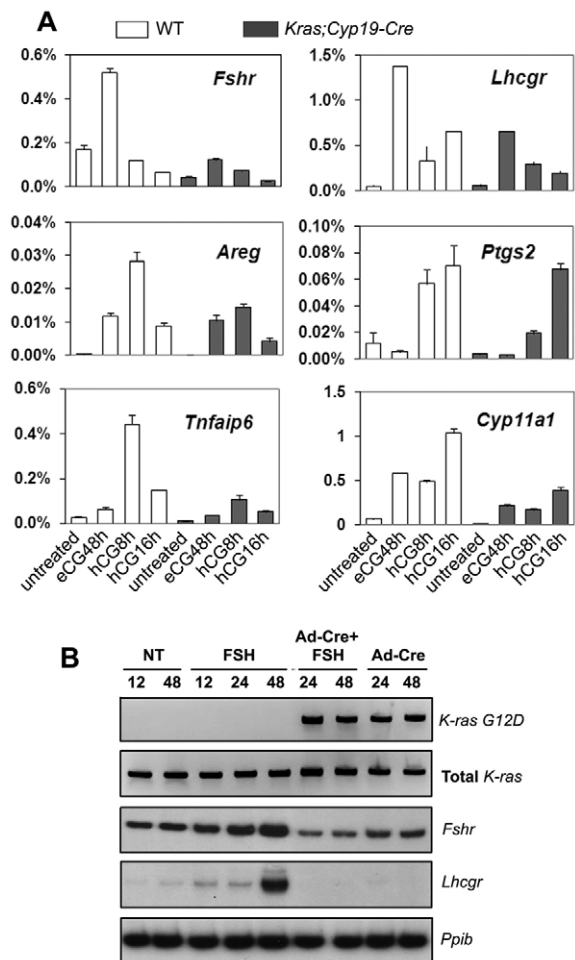 A
WT
Kras;Cyp19-Cre
Fshr
0.6%
0.4%
0.2%
0.0%
Lhcgr
1.5%
1.0%
0.5%
0.0%
Areg
0.04%
0.03%
0.02%
0.01%
0.00%
Ptgs2
0.10%
0.08%
0.06%
0.04%
0.02%
0.00%
Tnfaip6
0.6%
0.4%
0.2%
0.0%
untreated
eCG48h
hCG8h
hCG16h
untreated
eCG48h
hCG8h
hCG16h
Cyp11a1
1.5
1
0.5
0
untreated
eCG48h
hCG8h
hCG16h
untreated
eCG48h
hCG8h
hCG16h
B
NT FSH Ad-Cre+ FSH Ad-Cre
12 48 12 24 48 24 48 24 48
K-ras G12D
Total K-ras
Fshr
Lhcgr
Ppib